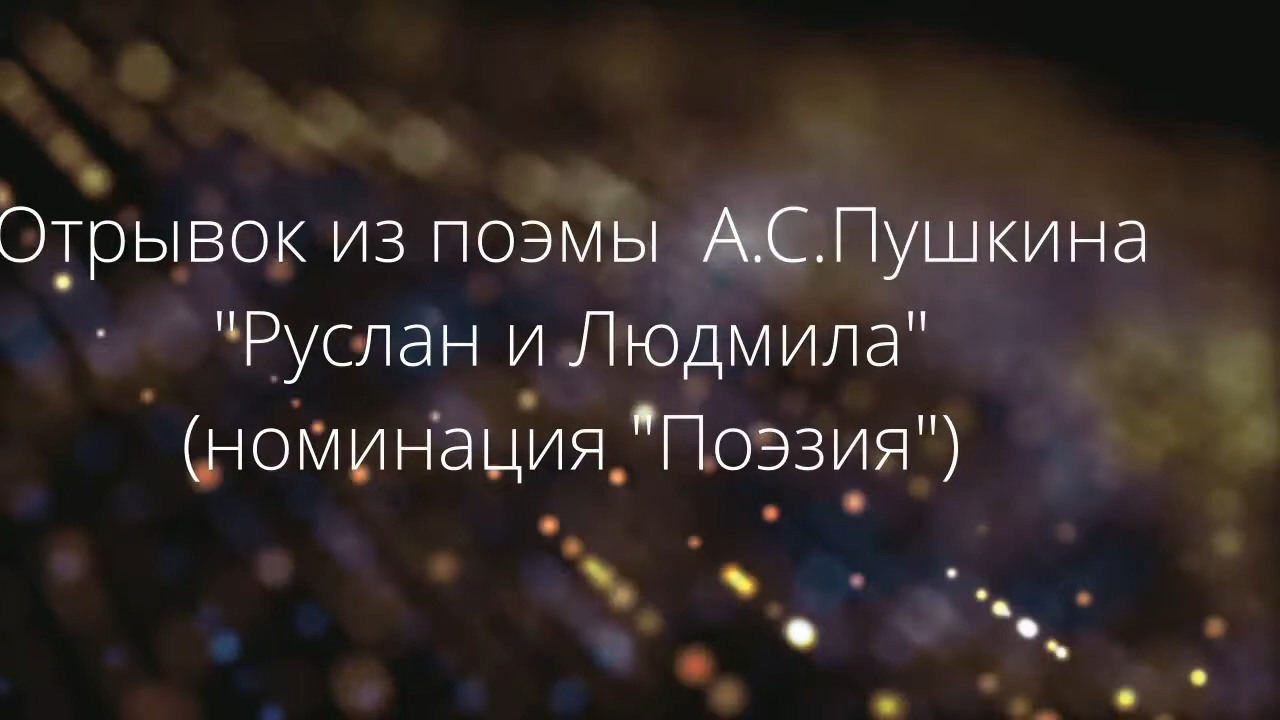 Отрывок из поэмы  А.С.Пушкина
"Руслан и Людмила"
(номинация "Поэзия")